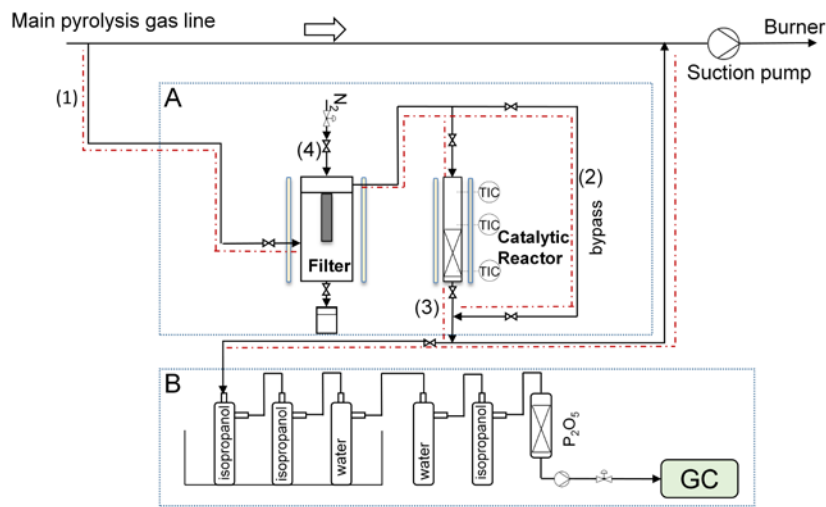 Main pyrolysis gas line
Burner
Suction pump
(1)
A
N₂
(4)
(2)
bypass
TIC
TIC
TIC
Catalytic
Reactor
Filter
(3)
B
isopropanol
isopropanol
water
water
isopropanol
P₂O₅
GC